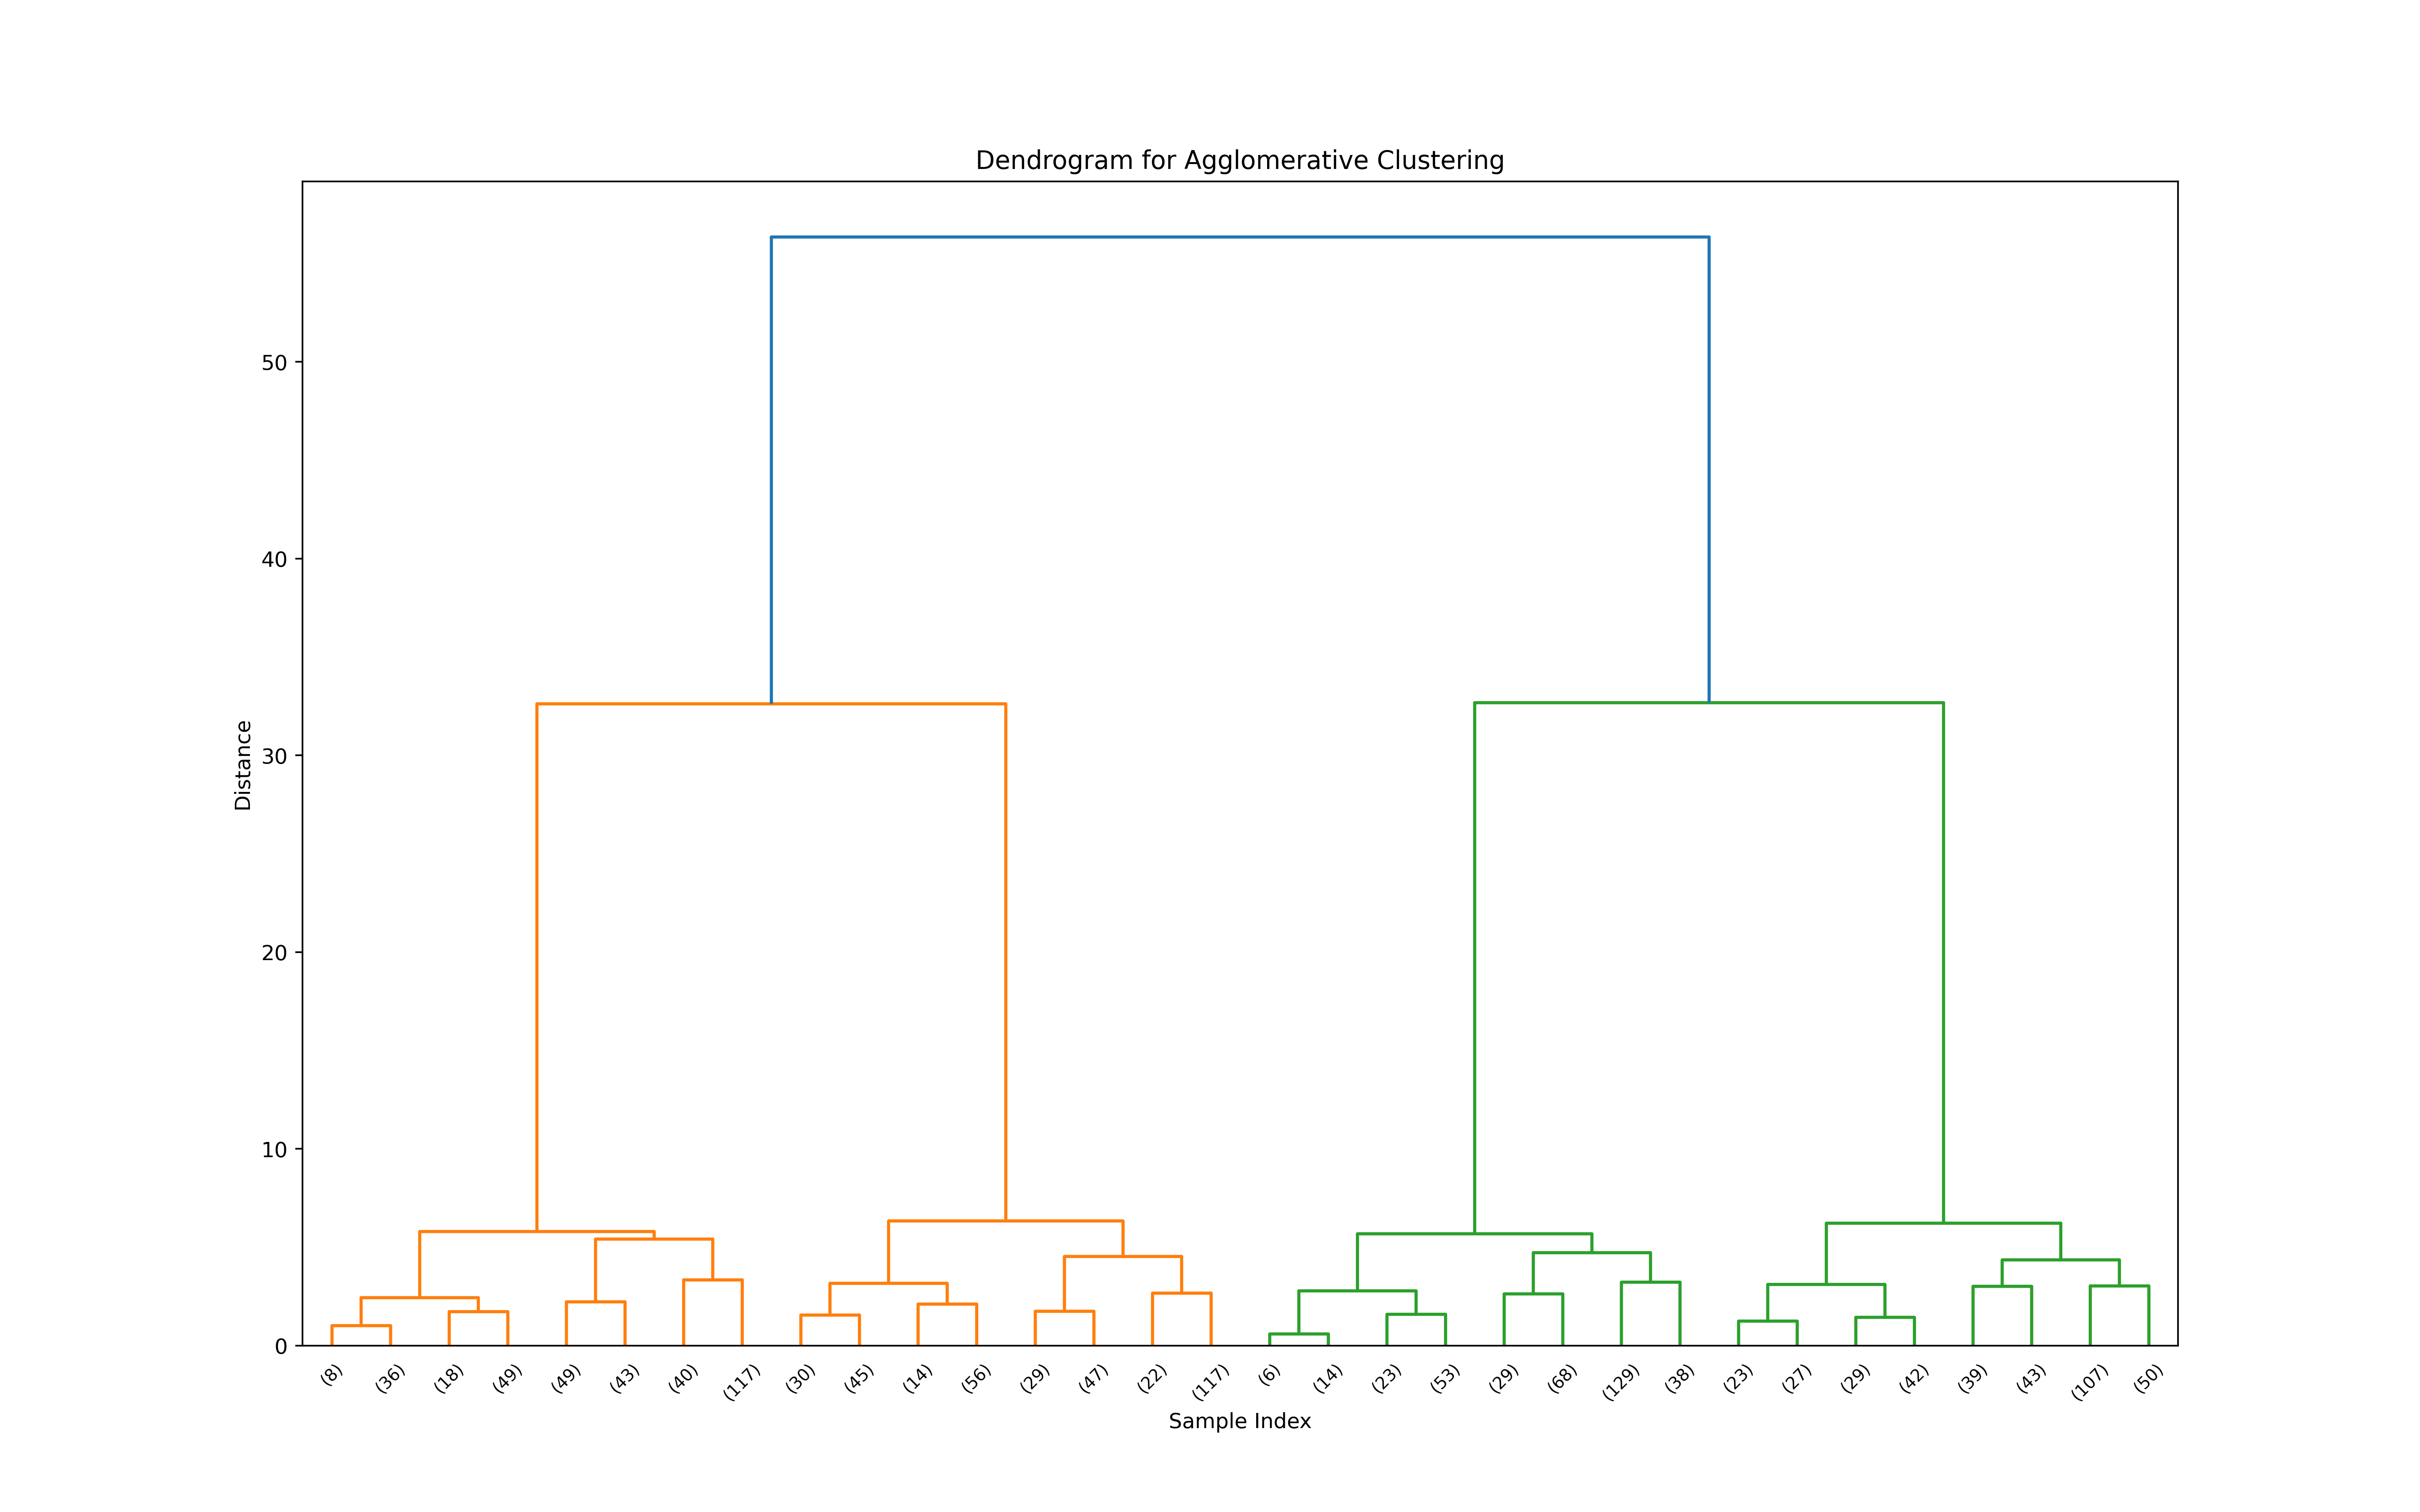 Dendrogram for Agglomerative Clustering
50
40
30
20
10
0
Distance
(8) (36) (18) (49) (49) (43) (40) (117) (30) (45) (14) (56) (29) (47) (22) (117) (6) (14) (23) (53) (29) (68) (129) (38) (23) (27) (29) (42) (39) (43) (107) (50)
Sample Index